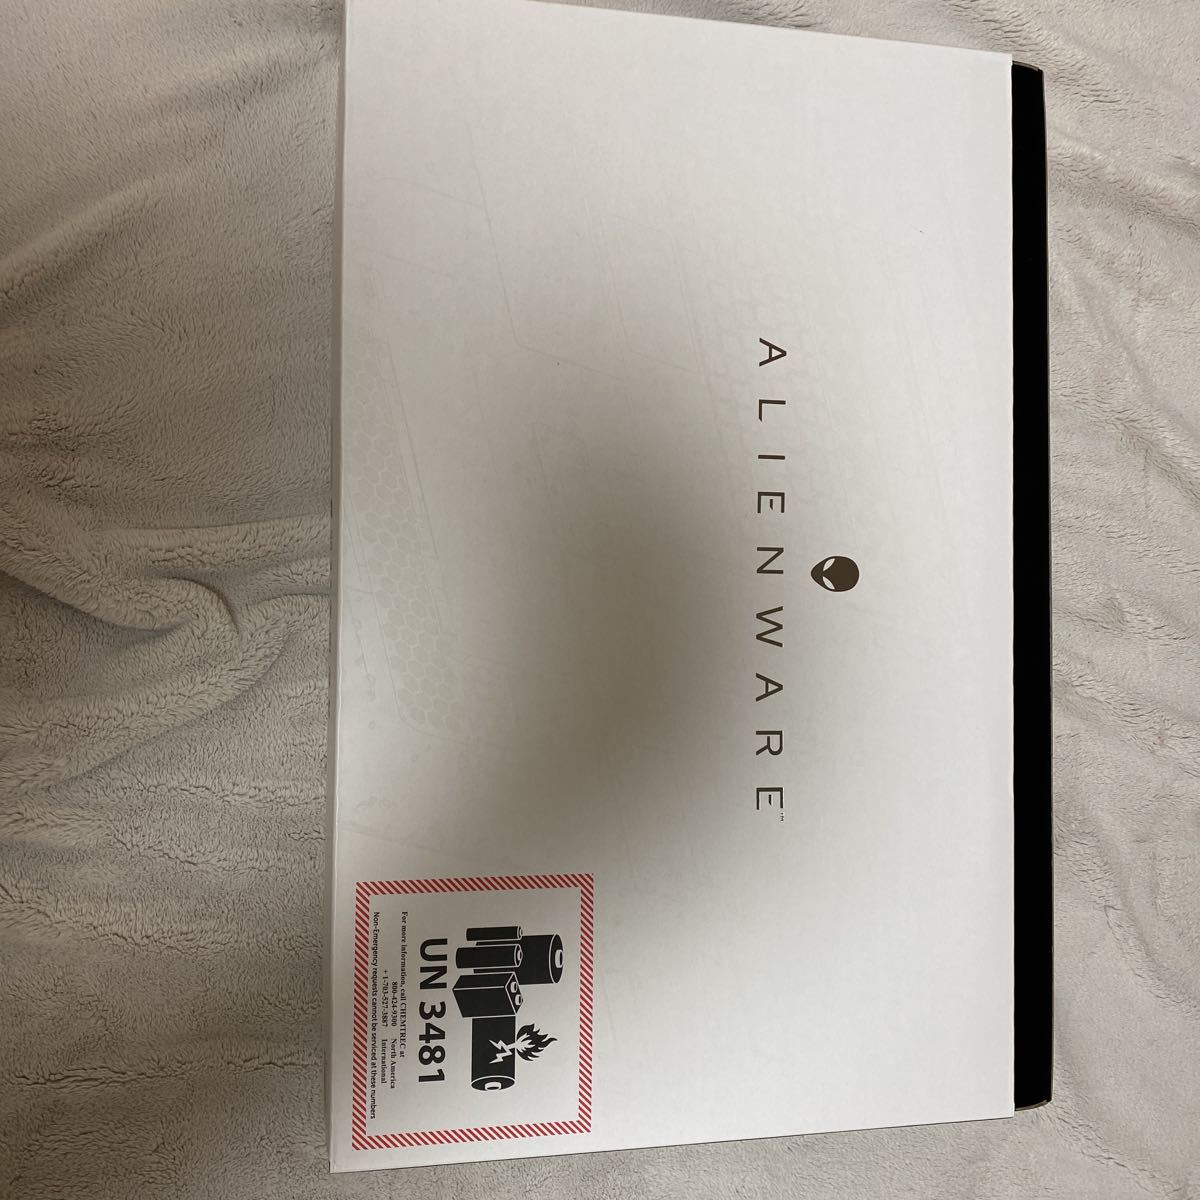 ALIENWARE™
UN 3481
For more information, call CHEMTREC at
800-424-9300 North America
+1-703-527-3887 International
Non-Emergency requests cannot be serviced at these numbers